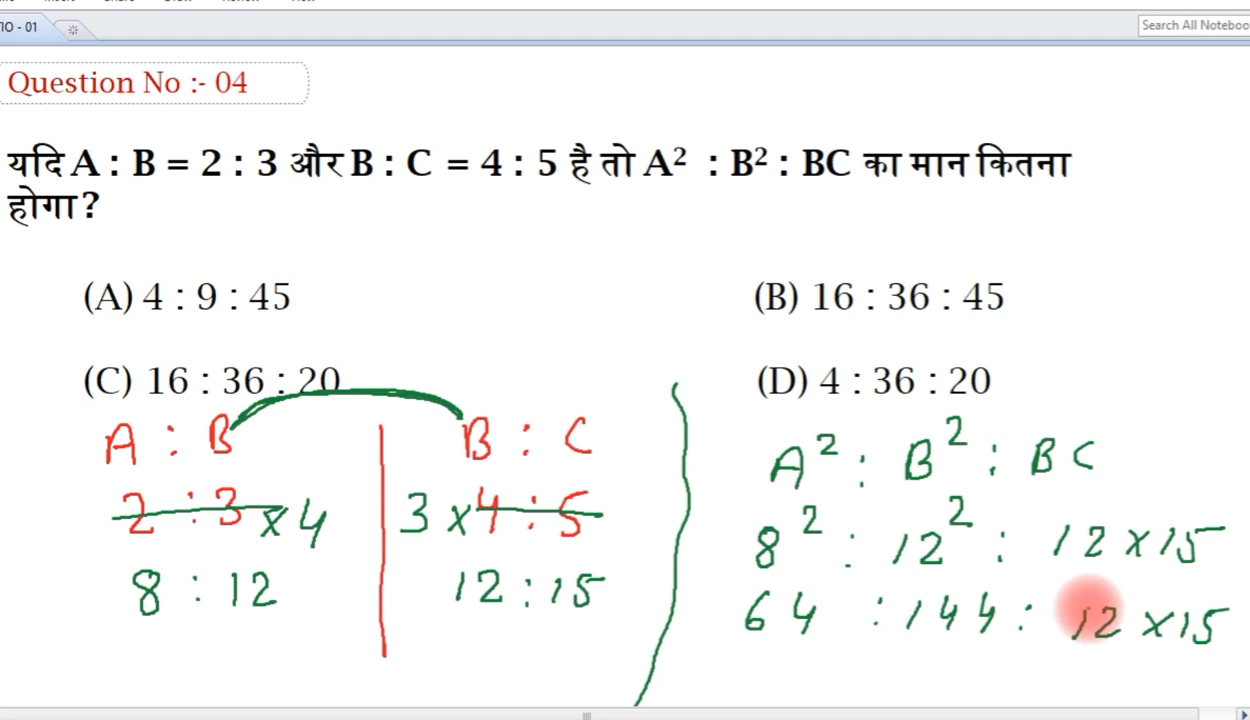 IO - 01
Search All Noteboo
Question No :- 04
यदि A : B = 2 : 3 और B : C = 4 : 5 है तो A² : B² : BC का मान कितना
होगा?
(A) 4 : 9 : 45
(B) 16 : 36 : 45
(C) 16 : 36 : 20
(D) 4 : 36 : 20
A : B
B : C
2 : 3 × 4
3 × 4 : 5
8 : 12
12 : 15
A² : B² : BC
8² : 12² : 12 × 15
64 : 144 : 12 × 15